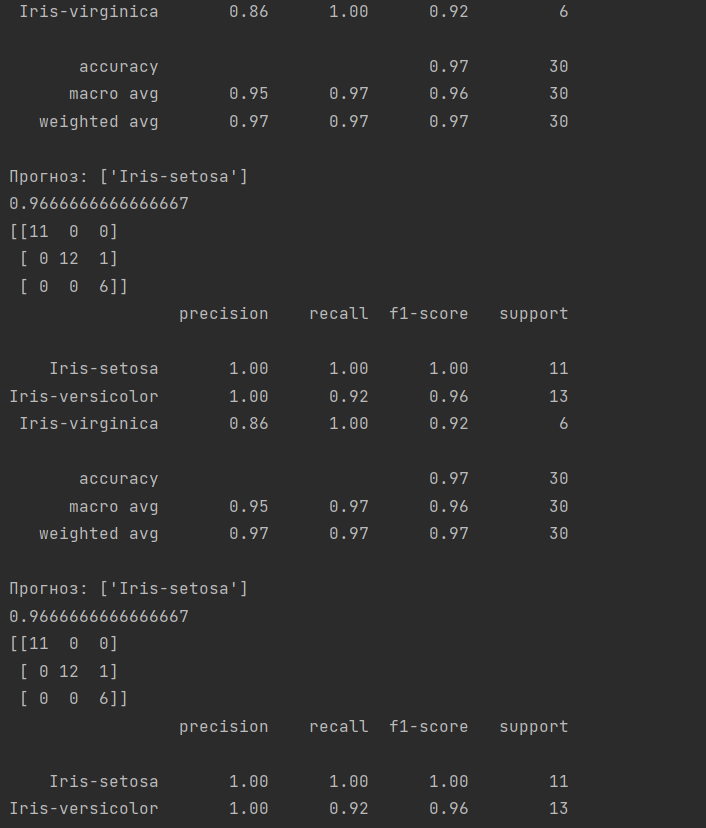 Iris-virginica       0.86      1.00      0.92         6

       accuracy                           0.97        30
      macro avg       0.95      0.97      0.96        30
   weighted avg       0.97      0.97      0.97        30

Прогноз: ['Iris-setosa']
0.9666666666666667
[[11  0  0]
 [ 0 12  1]
 [ 0  0  6]]
                 precision    recall  f1-score   support

    Iris-setosa       1.00      1.00      1.00        11
Iris-versicolor       1.00      0.92      0.96        13
 Iris-virginica       0.86      1.00      0.92         6

       accuracy                           0.97        30
      macro avg       0.95      0.97      0.96        30
   weighted avg       0.97      0.97      0.97        30

Прогноз: ['Iris-setosa']
0.9666666666666667
[[11  0  0]
 [ 0 12  1]
 [ 0  0  6]]
                 precision    recall  f1-score   support

    Iris-setosa       1.00      1.00      1.00        11
Iris-versicolor       1.00      0.92      0.96        13